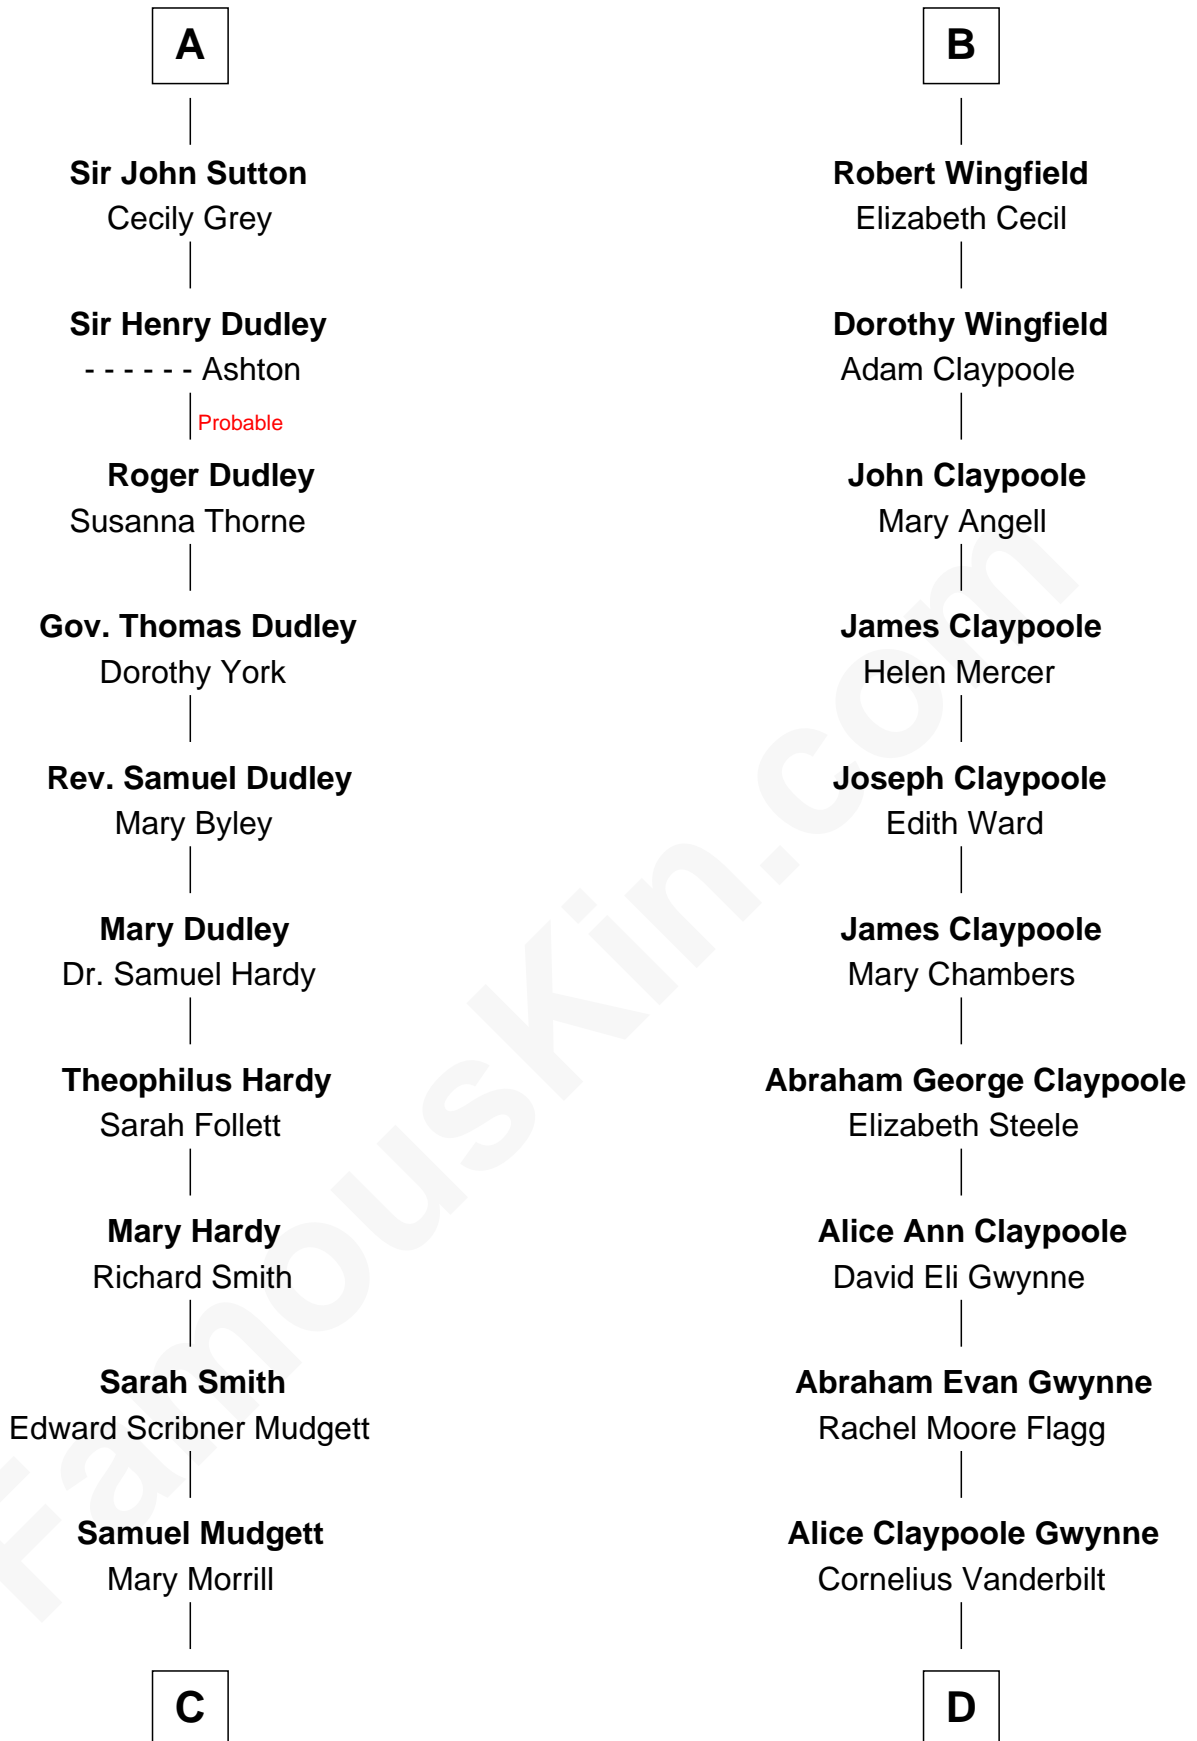 A
Sir John Sutton
Cecily Grey
Sir Henry Dudley
- - - - - - Ashton
Probable
Roger Dudley
Susanna Thorne
Gov. Thomas Dudley
Dorothy York
Rev. Samuel Dudley
Mary Byley
Mary Dudley
Dr. Samuel Hardy
Theophilus Hardy
Sarah Follett
Mary Hardy
Richard Smith
Sarah Smith
Edward Scribner Mudgett
Samuel Mudgett
Mary Morrill
C
B
Robert Wingfield
Elizabeth Cecil
Dorothy Wingfield
Adam Claypoole
John Claypoole
Mary Angell
James Claypoole
Helen Mercer
Joseph Claypoole
Edith Ward
James Claypoole
Mary Chambers
Abraham George Claypoole
Elizabeth Steele
Alice Ann Claypoole
David Eli Gwynne
Abraham Evan Gwynne
Rachel Moore Flagg
Alice Claypoole Gwynne
Cornelius Vanderbilt
D
FamousKin.com